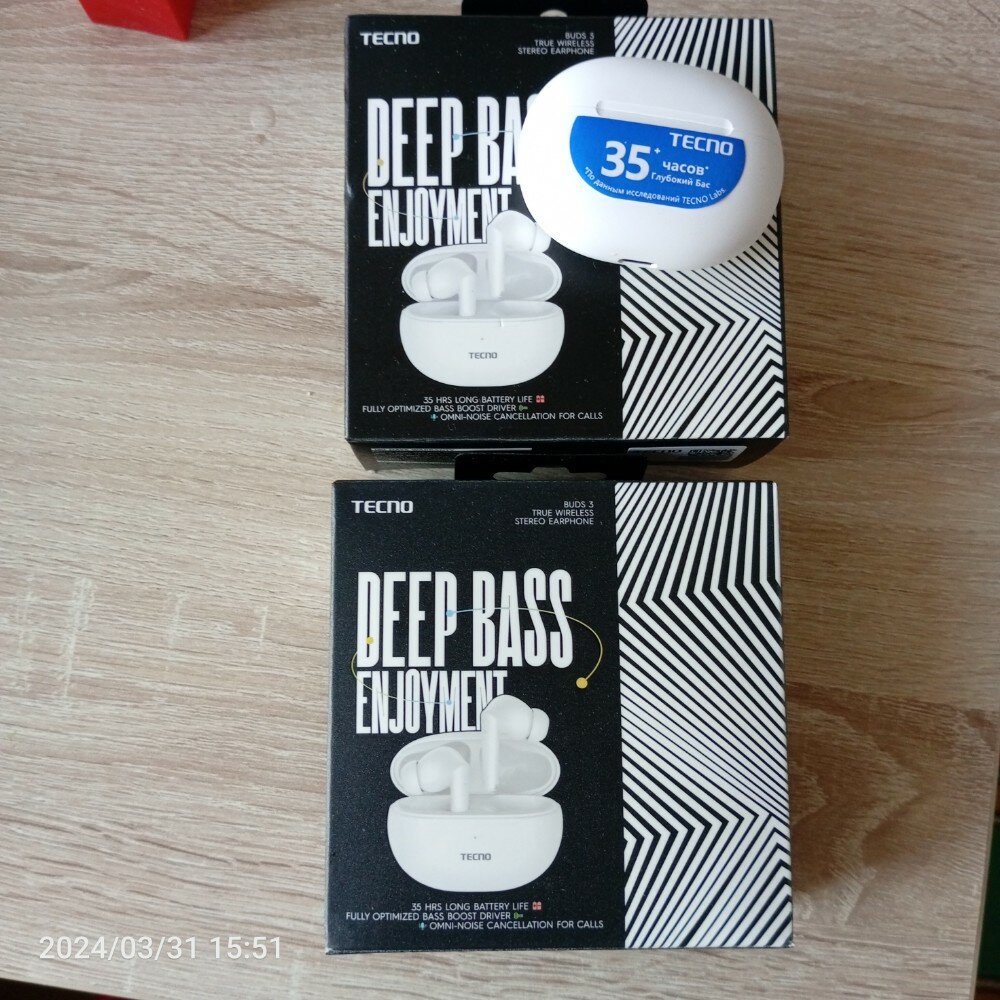 TECNO
BUDS 3
TRUE WIRELESS
STEREO EARPHONE
DEEP BA
ENJOYMENT
TECNO
35+ часов*
Глубокий Бас
*По данным исследований TECNO Labs.
TECNO
35 HRS LONG BATTERY LIFE
FULLY OPTIMIZED BASS BOOST DRIVER
OMNI-NOISE CANCELLATION FOR CALLS
TECNO
BUDS 3
TRUE WIRELESS
STEREO EARPHONE
DEEP BASS
ENJOYMENT
TECNO
35 HRS LONG BATTERY LIFE
FULLY OPTIMIZED BASS BOOST DRIVER
OMNI-NOISE CANCELLATION FOR CALLS
2024/03/31 15:51